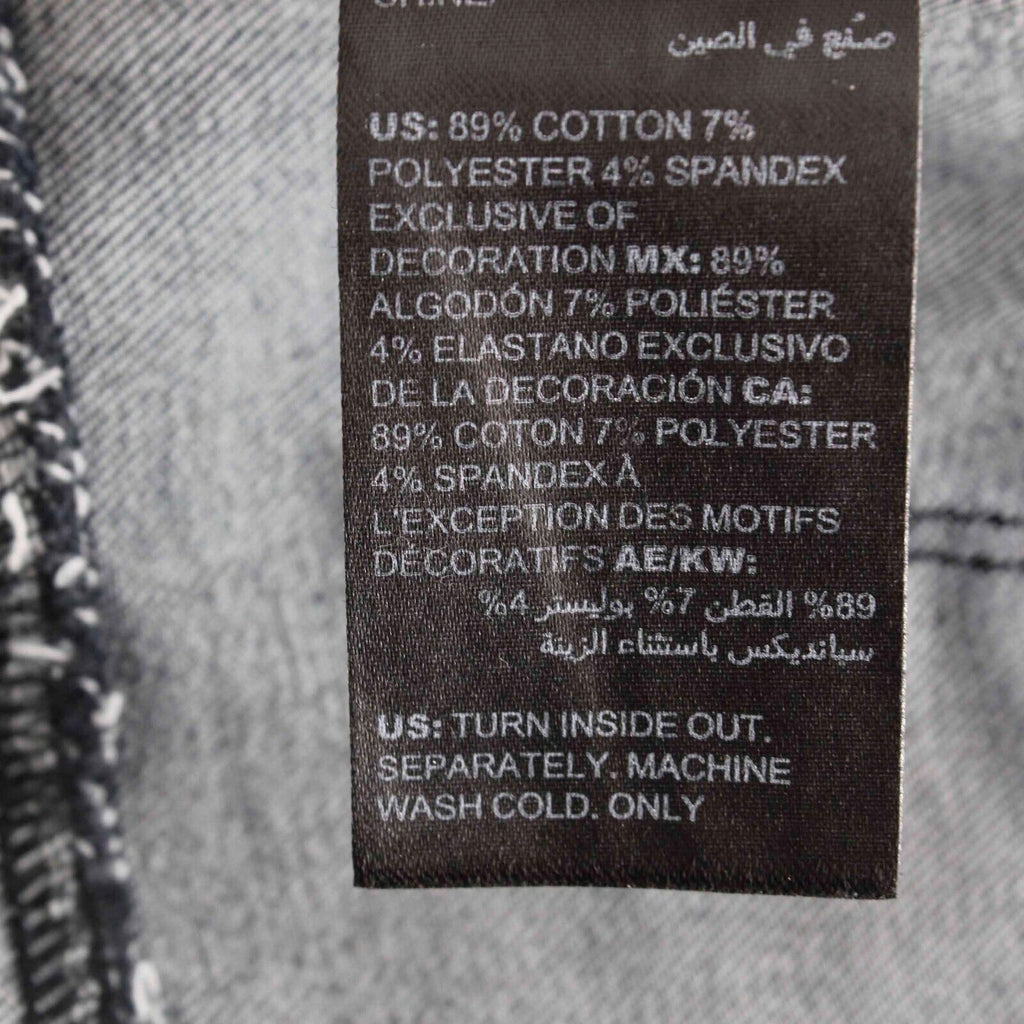 صنع في الصين
US: 89% COTTON 7%
POLYESTER 4% SPANDEX
EXCLUSIVE OF
DECORATION MX: 89%
ALGODÓN 7% POLIÉSTER
4% ELASTANO EXCLUSIVO
DE LA DECORACIÓN CA:
89% COTON 7% POLYESTER
4% SPANDEX À
L'EXCEPTION DES MOTIFS
DÉCORATIFS AE/KW:
89% القطن 7% بوليستر 4%
سبانديكس باستثناء الزينة
US: TURN INSIDE OUT.
SEPARATELY. MACHINE
WASH COLD. ONLY